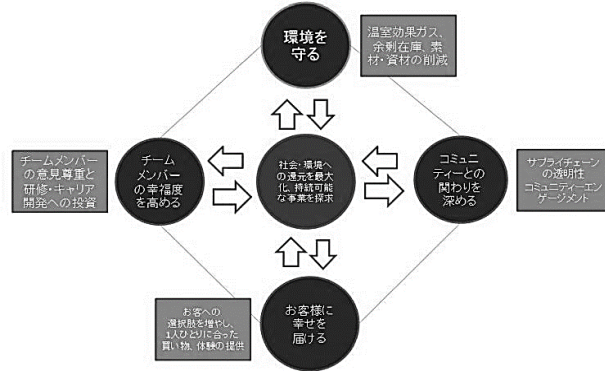 環境を
守る
温室効果ガス、
余剰在庫、素
材・資材の削減
チームメンバー
の意見尊重と
研修・キャリア
開発への投資
チーム
メンバー
の幸福度
を高める
社会・環境へ
の還元を最大
化、持続可能
な事業を探求
コミュニ
ティーとの
関わりを
深める
サプライチェーン
の透明性
コミュニティーエン
ゲージメント
お客への
選択肢を増やし、
1人ひとりに合った
買い物、体験の提供
お客様に
幸せを
届ける